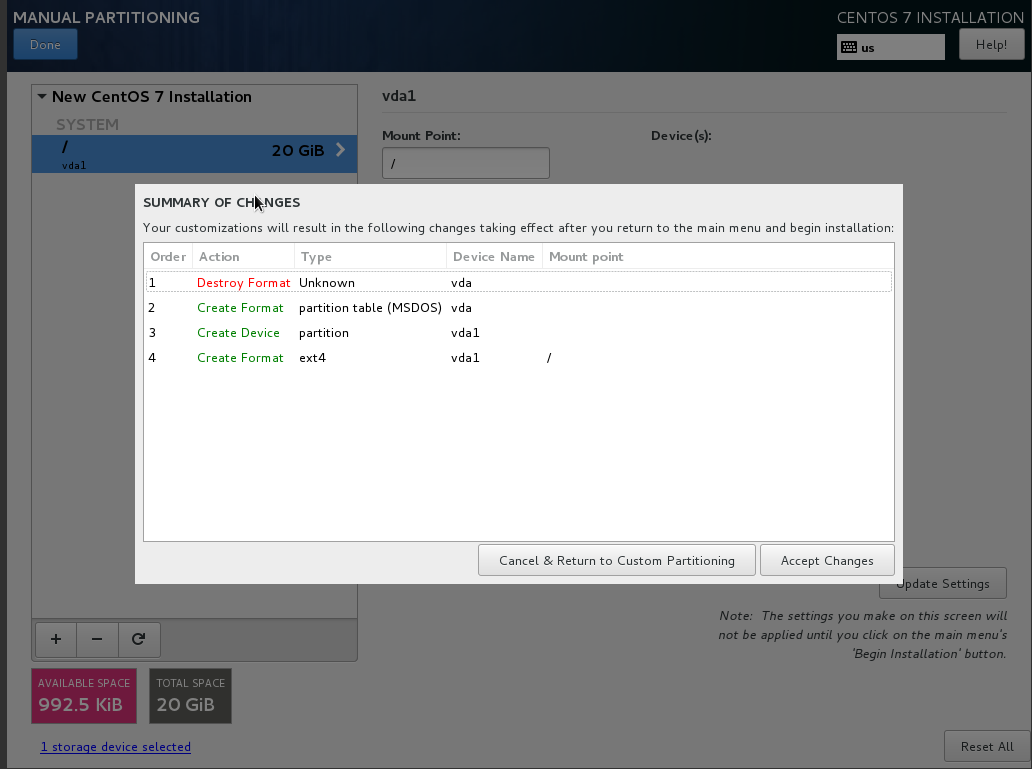 MANUAL PARTITIONING
CENTOS 7 INSTALLATION
Done
us
Help!
New CentOS 7 Installation
SYSTEM
/
vda1
20 GiB
vda1
Mount Point:
Device(s):
/
SUMMARY OF CHANGES
Your customizations will result in the following changes taking effect after you return to the main menu and begin installation:
Order Action Type Device Name Mount point
1 Destroy Format Unknown vda
2 Create Format partition table (MSDOS) vda
3 Create Device partition vda1
4 Create Format ext4 vda1 /
Cancel & Return to Custom Partitioning
Accept Changes
Update Settings
Note: The settings you make on this screen will
not be applied until you click on the main menu's
'Begin Installation' button.
+ −
AVAILABLE SPACE
992.5 KiB
TOTAL SPACE
20 GiB
1 storage device selected
Reset All